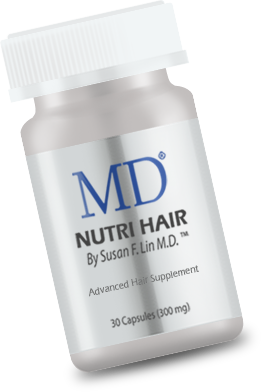 MD®
NUTRI HAIR
By Susan F. Lin M.D.™
Advanced Hair Supplement
30 Capsules (300 mg)